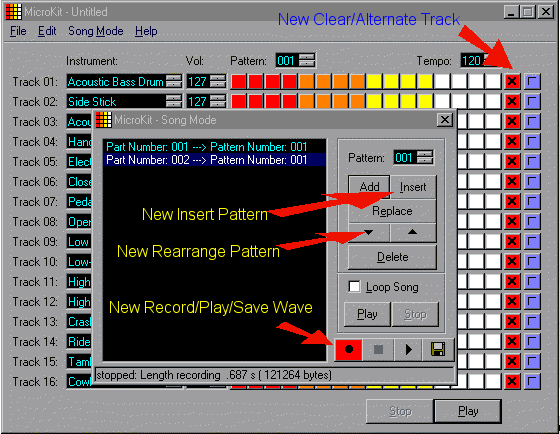 MicroKit - Untitled
New Clear/Alternate Track
File Edit Song Mode Help
Instrument: Vol: Pattern: 001 Tempo: 120
Track 01: Acoustic Bass Drum 127
Track 02: Side Stick 127
Track 03: Acou
Track 04: Hand
Track 05: Elect
Track 06: Close
Track 07: Peda
Track 08: Oper
Track 09: Low
Track 10: Low-
Track 11: High
Track 12: High-
Track 13: Crash
Track 14: Ride
Track 15: Tamb
Track 16: Cowl
MicroKit - Song Mode
Part Number: 001 ---> Pattern Number: 001
Part Number: 002 ---> Pattern Number: 001
Pattern: 001
Add Insert
New Insert Pattern
Replace
New Rearrange Pattern
Delete
Loop Song
New Record/Play/Save Wave
Play Stop
stopped: Length recording .687 s ( 121264 bytes)
Stop Play